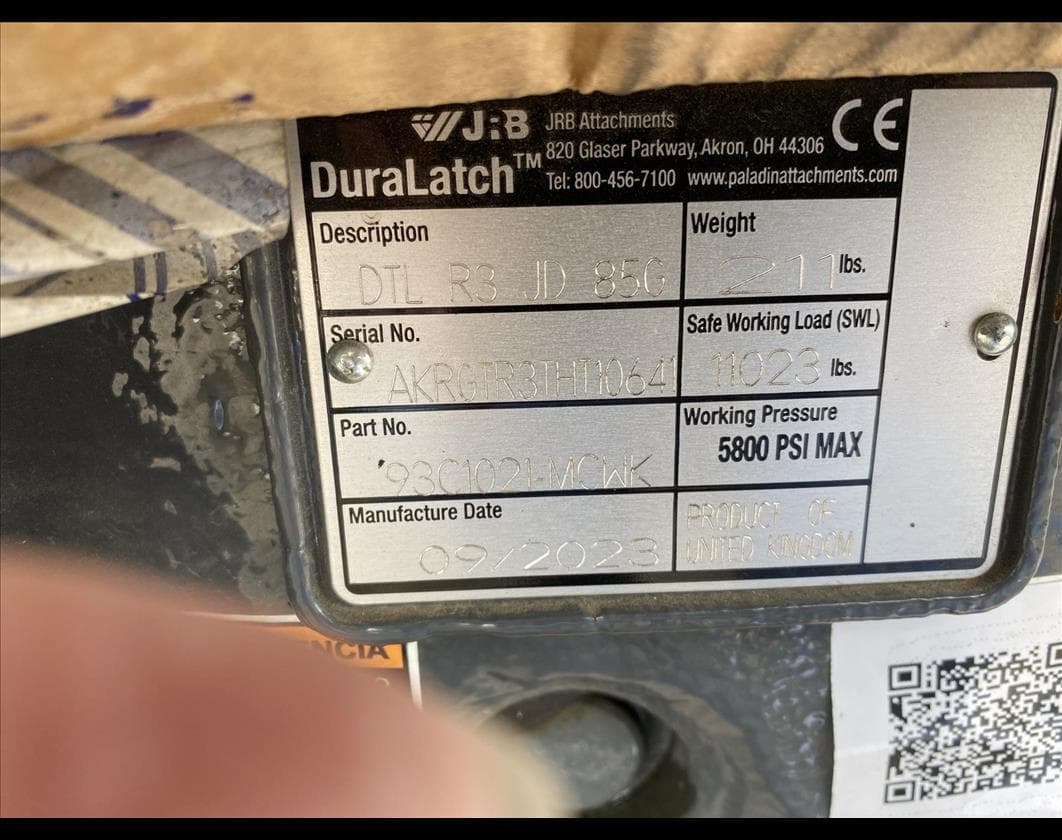 JRB
DuraLatch™
JRB Attachments
820 Glaser Parkway, Akron, OH 44306
Tel: 800-456-7100 www.paladinattachments.com
CE
Description
DTL R3 JD 85G
Weight
211 lbs.
Serial No.
AKRGTR3THT10641
Safe Working Load (SWL)
11023 lbs.
Part No.
93C1021-MCWK
Working Pressure
5800 PSI MAX
Manufacture Date
09/2023
PRODUCT OF
UNITED KINGDOM